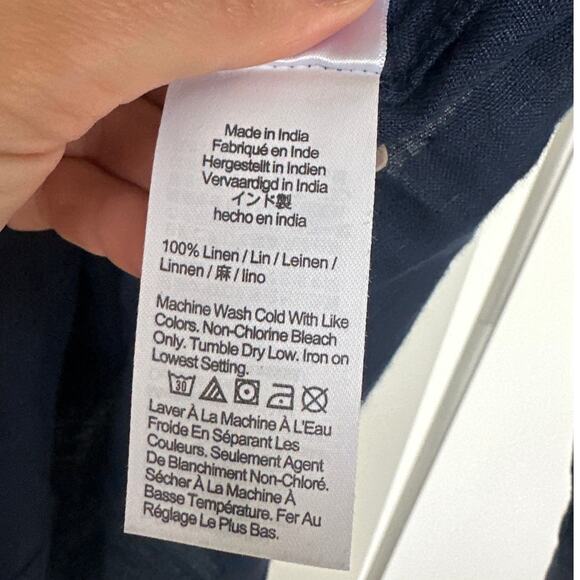 Made in India
Fabriqué en Inde
Hergestellt in Indien
Vervaardigd in India
インド製
hecho en india
100% Linen / Lin / Leinen /
Linnen / 麻 / lino
Machine Wash Cold With Like
Colors. Non-Chlorine Bleach
Only. Tumble Dry Low. Iron on
Lowest Setting.
30
Laver À La Machine À L'Eau
Froide En Séparant Les
Couleurs. Seulement Agent
De Blanchiment Non-Chloré.
Sécher À La Machine À
Basse Température. Fer Au
Réglage Le Plus Bas.